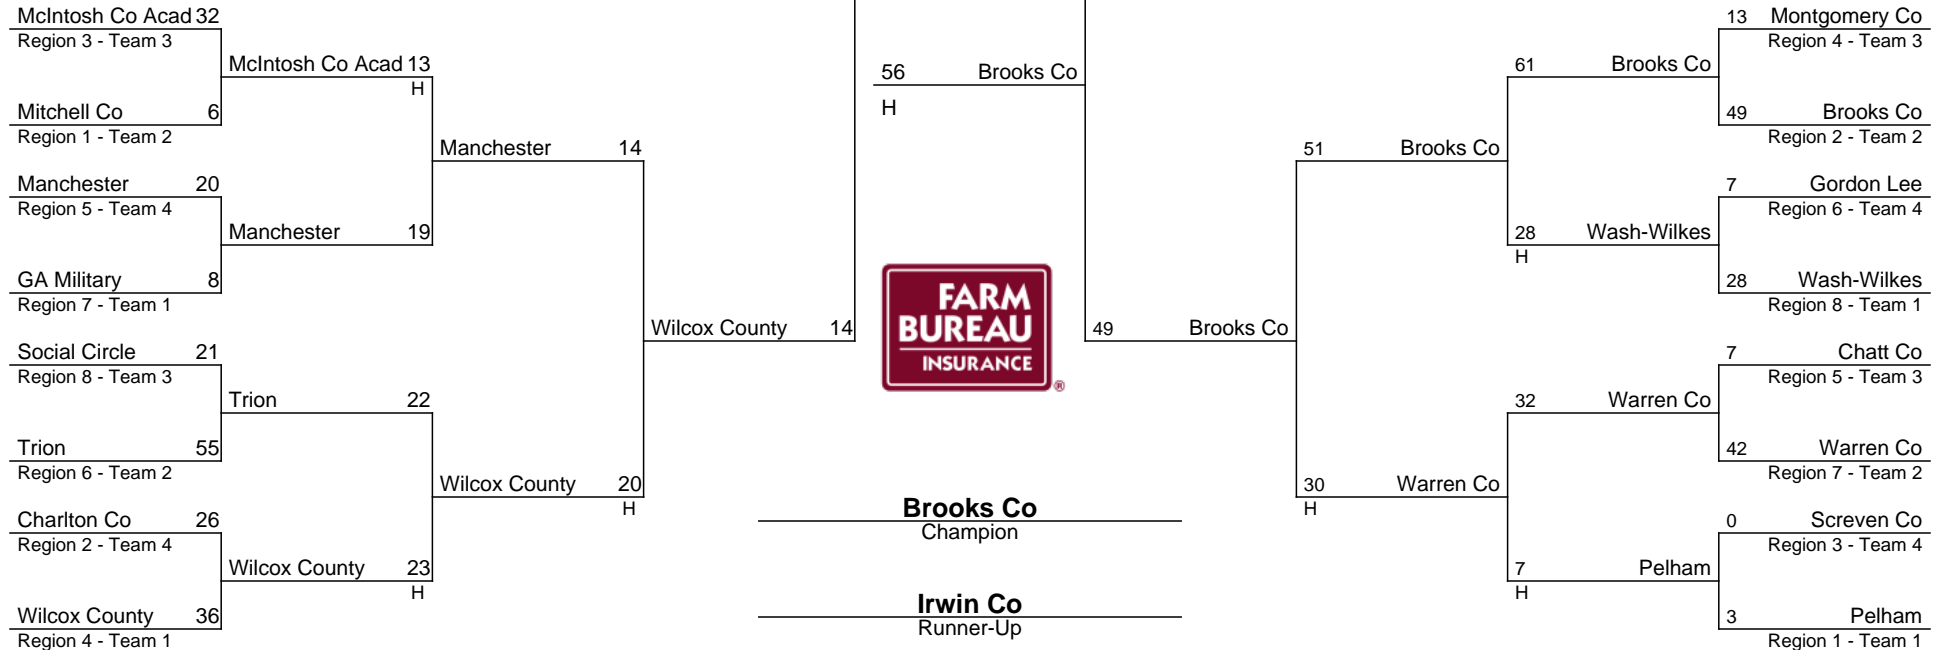 McIntosh Co Acad 32
Region 3 - Team 3
McIntosh Co Acad 13
H
Mitchell Co 6
Region 1 - Team 2
Manchester 14
Manchester 20
Region 5 - Team 4
Manchester 19
GA Military 8
Region 7 - Team 1
Wilcox County 14
Social Circle 21
Region 8 - Team 3
Trion 22
Trion 55
Region 6 - Team 2
Wilcox County 20
H
Charlton Co 26
Region 2 - Team 4
Wilcox County 23
H
Wilcox County 36
Region 4 - Team 1
56 Brooks Co
H
FARM
BUREAU
INSURANCE
®
Brooks Co
Champion
Irwin Co
Runner-Up
13 Montgomery Co
Region 4 - Team 3
61 Brooks Co
49 Brooks Co
Region 2 - Team 2
51 Brooks Co
7 Gordon Lee
Region 6 - Team 4
28 Wash-Wilkes
H
28 Wash-Wilkes
Region 8 - Team 1
49 Brooks Co
7 Chatt Co
Region 5 - Team 3
32 Warren Co
42 Warren Co
Region 7 - Team 2
30 Warren Co
H
0 Screven Co
Region 3 - Team 4
7 Pelham
H
3 Pelham
Region 1 - Team 1